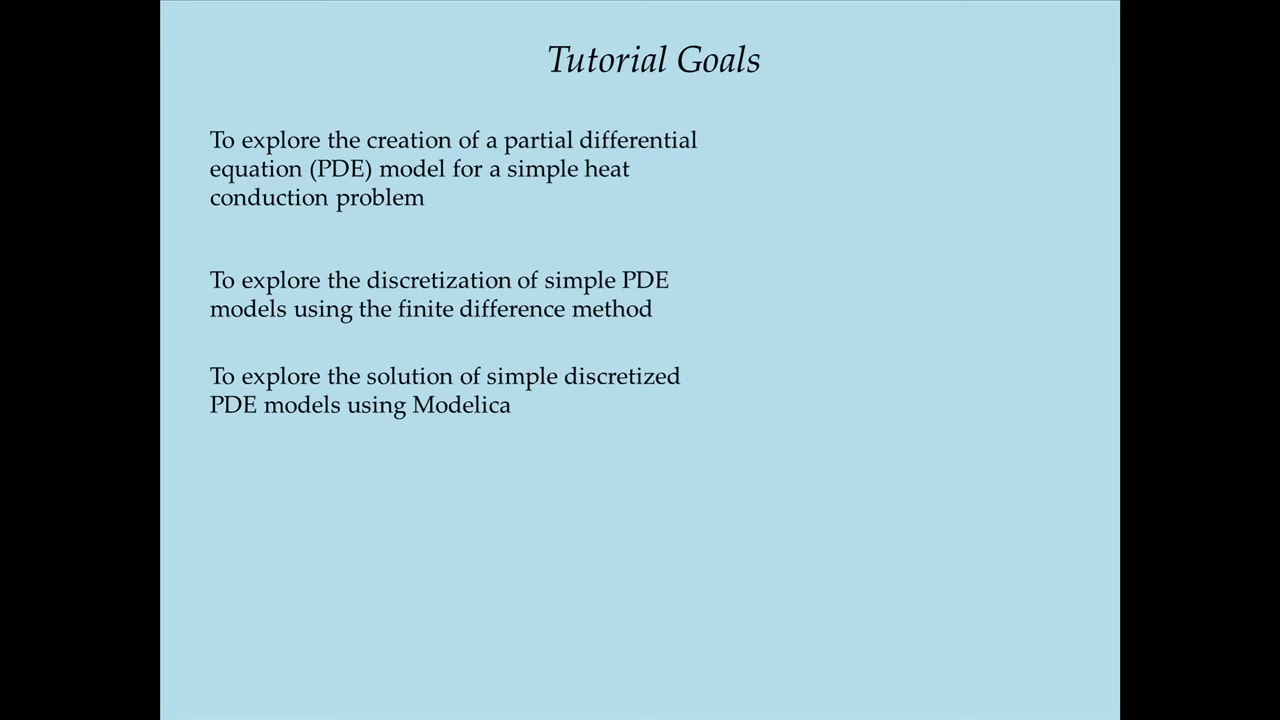 Tutorial Goals
To explore the creation of a partial differential
equation (PDE) model for a simple heat
conduction problem
To explore the discretization of simple PDE
models using the finite difference method
To explore the solution of simple discretized
PDE models using Modelica